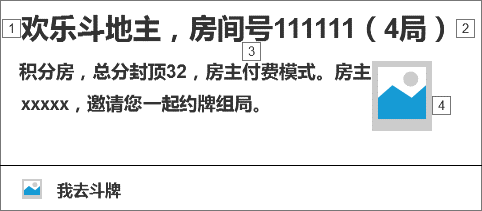 1 欢乐斗地主，房间号111111（4局） 2
3
积分房，总分封顶32，房主付费模式。房主
xxxxx，邀请您一起约牌组局。 4
我去斗牌